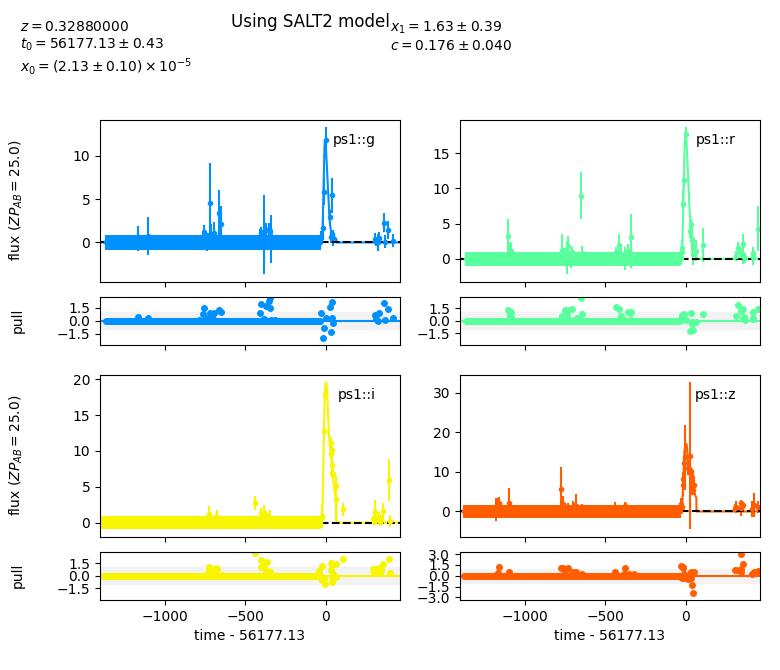 Using SALT2 model
z = 0.32880000
t0 = 56177.13 ± 0.43
x0 = (2.13 ± 0.10) × 10^−5
x1 = 1.63 ± 0.39
c = 0.176 ± 0.040
flux (ZP_AB = 25.0)
10
5
0
ps1::g
15
10
5
0
ps1::r
pull
1.5
0.0
−1.5
1.5
0.0
−1.5
flux (ZP_AB = 25.0)
20
15
10
5
0
ps1::i
30
20
10
0
ps1::z
pull
1.5
0.0
−1.5
3.0
1.5
0.0
−1.5
−3.0
−1000 −500 0
−1000 −500 0
time - 56177.13
time - 56177.13